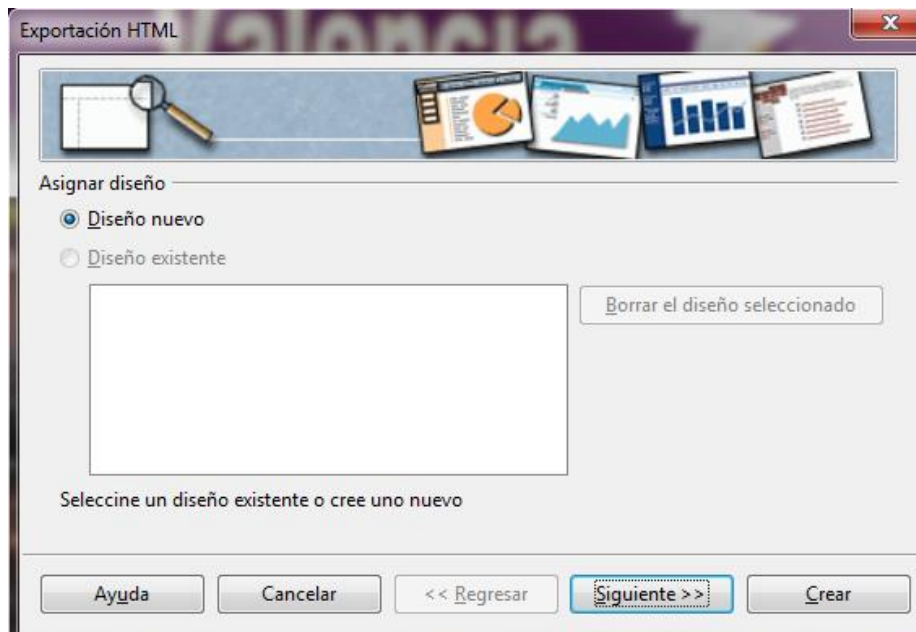 Valencia
Exportación HTML
Asignar diseño
Diseño nuevo
Diseño existente
Borrar el diseño seleccionado
Seleccine un diseño existente o cree uno nuevo
Ayuda
Cancelar
<< Regresar
Siguiente >>
Crear